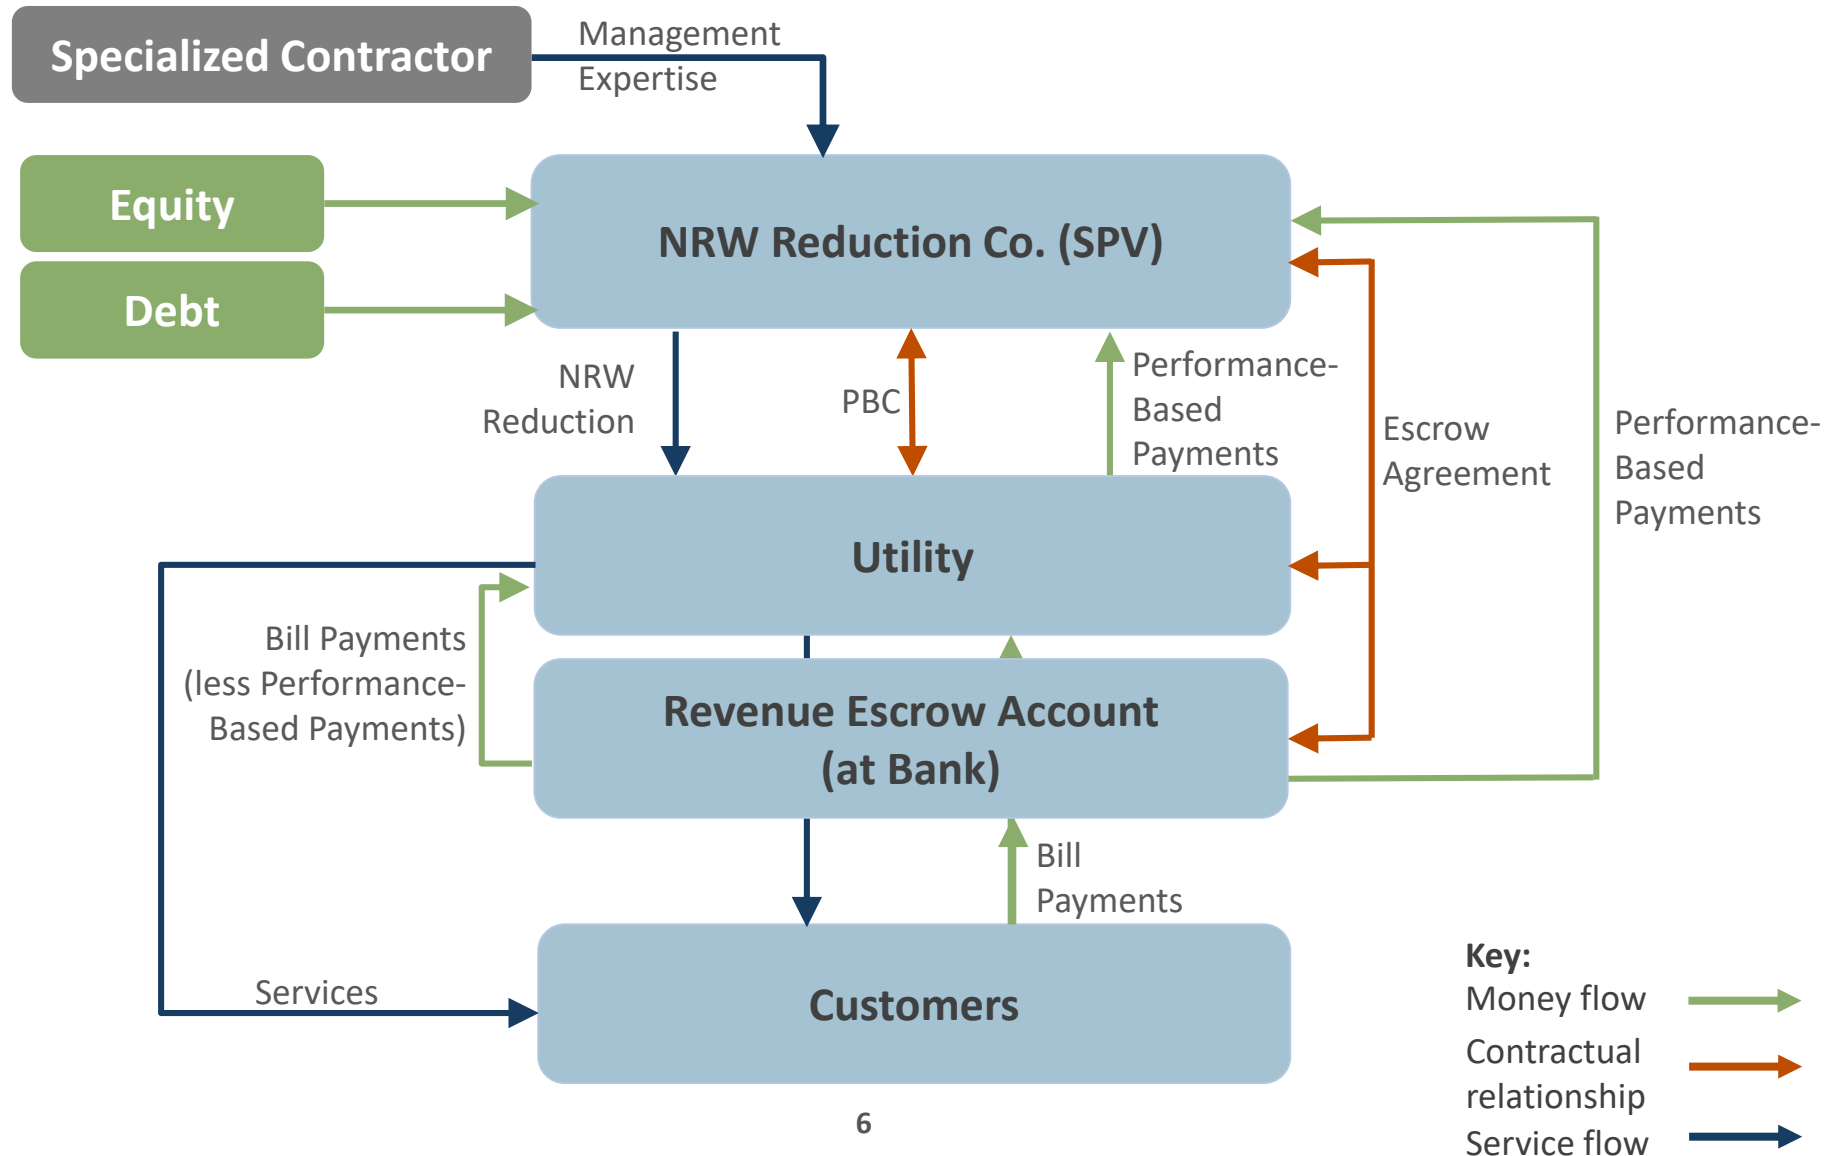 Specialized Contractor
Management
Expertise
Equity
Debt
NRW Reduction Co. (SPV)
NRW
Reduction
PBC
Performance-
Based
Payments
Escrow
Agreement
Performance-
Based
Payments
Utility
Bill Payments
(less Performance-
Based Payments)
Revenue Escrow Account
(at Bank)
Bill
Payments
Services
Customers
Key:
Money flow
Contractual
relationship
Service flow
6